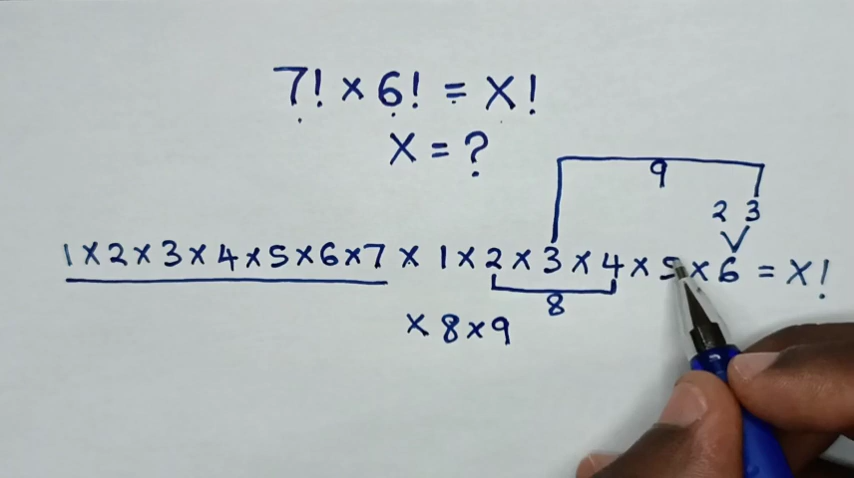 7! × 6! = X!
X = ?
9
2 3
1 × 2 × 3 × 4 × 5 × 6 × 7 × 1 × 2 × 3 × 4 × 5 × 6 = X!
8
× 8 × 9